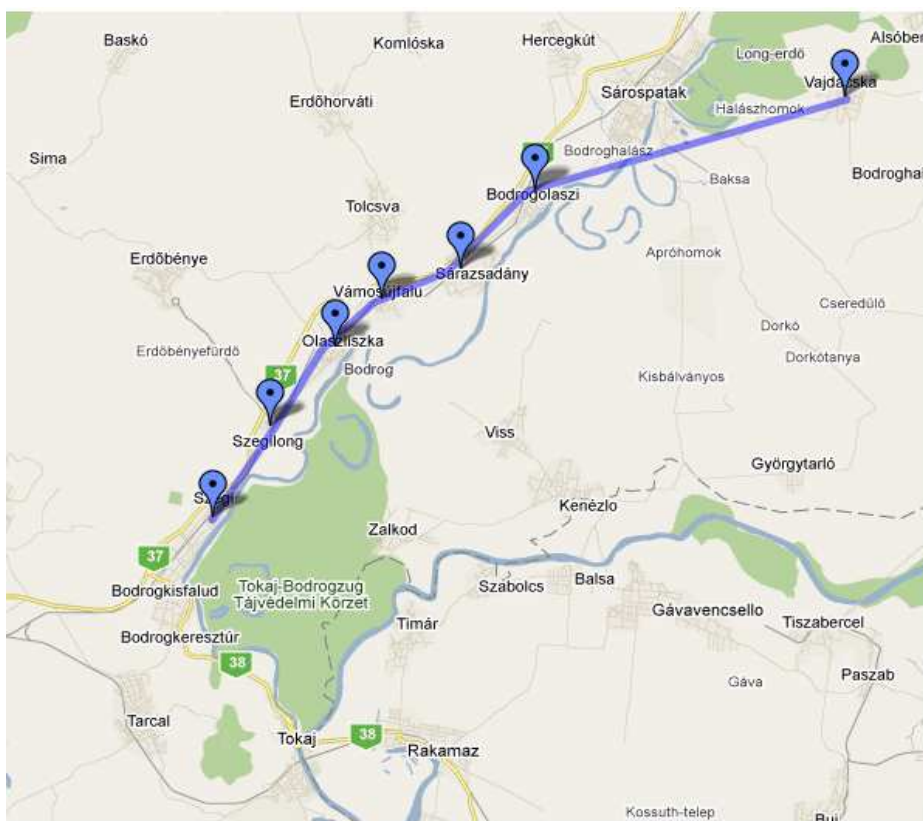 Baskó
Komlóska
Hercegkút
Long-erdő
Vajdácska
Sárospatak
Erdőhorváti
Halászhomok
Sima
Bodroghalász
Baksa
Bodrogolaszi
Tolcsva
Sárazsadány
Apróhomok
Erdőbénye
Vámosújfalu
Cseredűlő
Olaszliszka
Dorkó
Erdőbényefürdő
Bodrog
Dorkótanya
37
Kisbálványos
Szegilong
Viss
Györgytarló
Szegi
Kenézlo
Zalkod
37
Bodrogkisfalud
Tokaj-Bodrogzug
Tájvédelmi Körzet
Szabolcs
Balsa
Gávavencsello
Timár
Tiszabercel
Bodrogkeresztúr
38
Paszab
Gáva
Tarcal
Tokaj
38
Rakamaz
Kossuth-telep